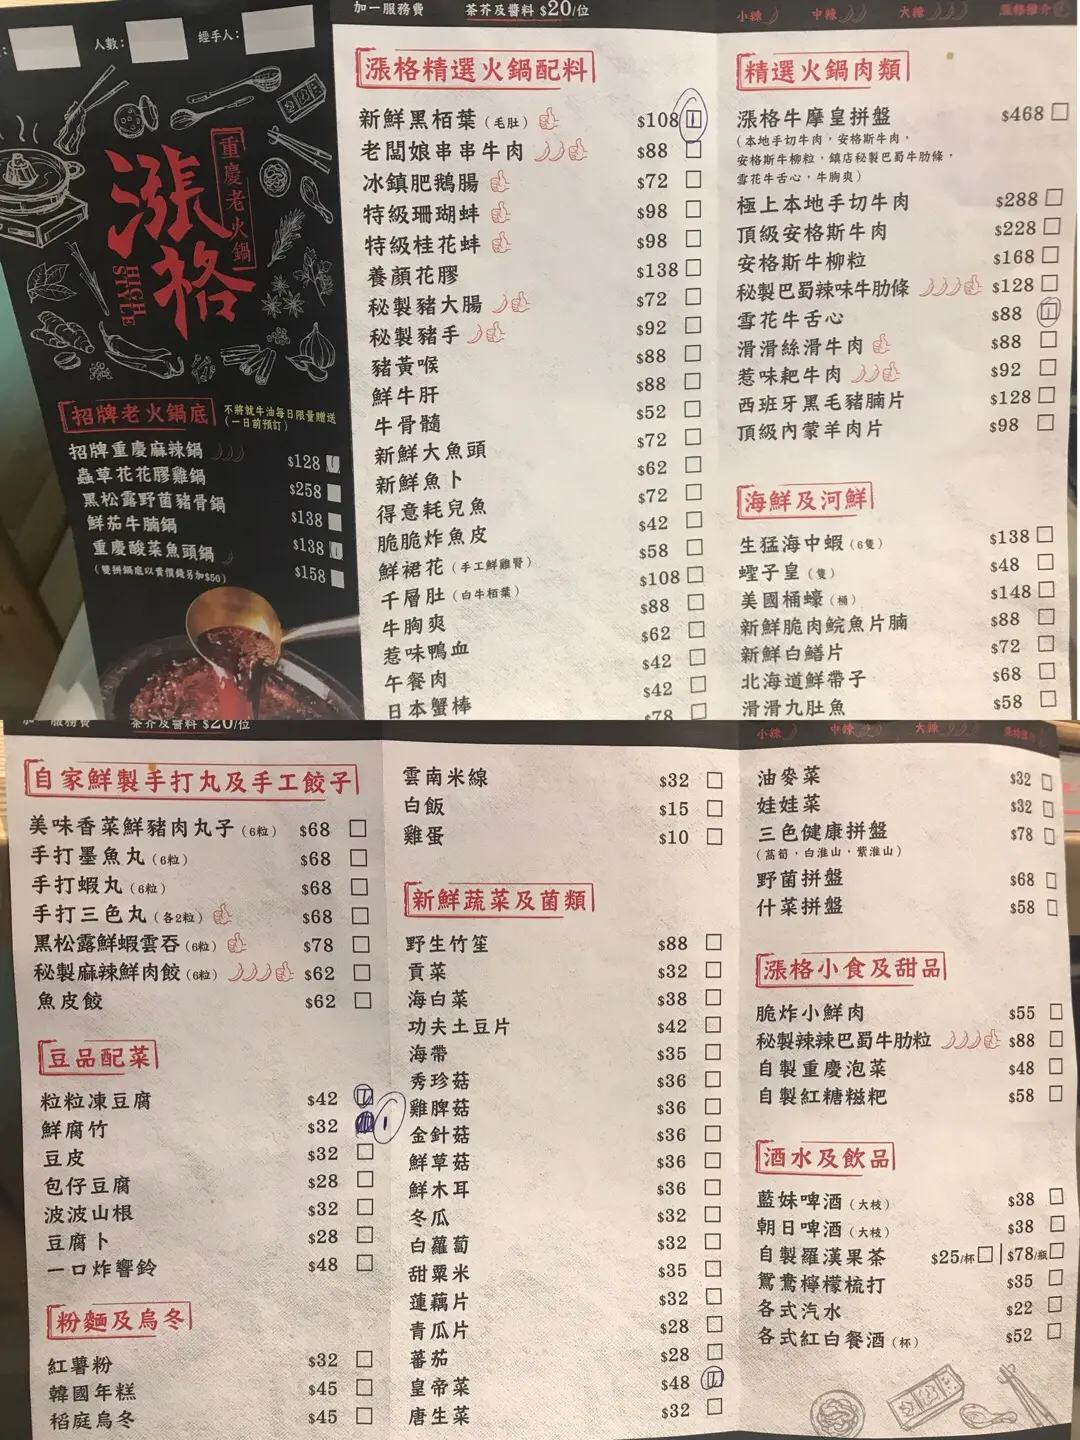 人數:
經手人:
加一服務費
茶芥及醬料 $20/位
小辣
中辣
大辣
漲格推介
重慶老火鍋
漲格
HIGH STYLE
招牌老火鍋底
不將就牛油每日限量贈送
(一日前預訂)
招牌重慶麻辣鍋 $128
蟲草花花膠雞鍋 $258
黑松露野菌豬骨鍋 $138
鮮茄牛腩鍋 $138
重慶酸菜魚頭鍋 $158
(雙拼鍋底以貴價錢另加$50)
漲格精選火鍋配料
新鮮黑栢葉 (毛肚) $108
老闆娘串串牛肉 $88
冰鎮肥鵝腸 $72
特級珊瑚蚌 $98
特級桂花蚌 $98
養顏花膠 $138
秘製豬大腸 $72
秘製豬手 $92
豬黃喉 $88
鮮牛肝 $88
牛骨髓 $52
新鮮大魚頭 $72
新鮮魚卜 $62
得意耗兒魚 $72
脆脆炸魚皮 $42
鮮裙花 (手工鮮雞腎) $58
千層肚 (白牛栢葉) $108
牛胸爽 $88
惹味鴨血 $62
午餐肉 $42
日本蟹棒 $42
$78
精選火鍋肉類
漲格牛摩皇拼盤 $468
(本地手切牛肉,安格斯牛肉,
安格斯牛柳粒,鎮店秘製巴蜀牛肋條,
雪花牛舌心,牛胸爽)
極上本地手切牛肉 $288
頂級安格斯牛肉 $228
安格斯牛柳粒 $168
秘製巴蜀辣味牛肋條 $128
雪花牛舌心 $88
滑滑絲滑牛肉 $88
惹味耙牛肉 $92
西班牙黑毛豬腩片 $128
頂級內蒙羊肉片 $98
海鮮及河鮮
生猛海中蝦 (6隻) $138
蟶子皇 (隻) $48
美國桶蠔 (桶) $148
新鮮脆肉鯇魚片腩 $88
新鮮白鱔片 $72
北海道鮮帶子 $68
滑滑九肚魚 $58
加一服務費
茶芥及醬料 $20/位
小辣
中辣
大辣
自家鮮製手打丸及手工餃子
美味香菜鮮豬肉丸子 (6粒) $68
手打墨魚丸 (6粒) $68
手打蝦丸 (6粒) $68
手打三色丸 (各2粒) $68
黑松露鮮蝦雲吞 (6粒) $78
秘製麻辣鮮肉餃 (6粒) $62
魚皮餃 $62
豆品配菜
粒粒凍豆腐 $42
鮮腐竹 $32
豆皮 $32
包仔豆腐 $28
波波山根 $32
豆腐卜 $28
一口炸響鈴 $48
粉麵及烏冬
紅薯粉 $32
韓國年糕 $45
稻庭烏冬 $45
雲南米線 $32
白飯 $15
雞蛋 $10
新鮮蔬菜及菌類
野生竹笙 $88
貢菜 $32
海白菜 $38
功夫土豆片 $42
海帶 $35
秀珍菇 $36
雞脾菇 $36
金針菇 $36
鮮草菇 $36
鮮木耳 $36
冬瓜 $32
白蘿蔔 $32
甜粟米 $35
蓮藕片 $32
青瓜片 $28
蕃茄 $28
皇帝菜 $48
唐生菜 $32
油麥菜 $32
娃娃菜 $32
三色健康拼盤 $78
(萵筍,白淮山,紫淮山)
野菌拼盤 $68
什菜拼盤 $58
漲格小食及甜品
脆炸小鮮肉 $55
秘製辣辣巴蜀牛肋粒 $88
自製重慶泡菜 $48
自製紅糖糍粑 $58
酒水及飲品
藍妹啤酒 (大枝) $38
朝日啤酒 (大枝) $38
自製羅漢果茶 $25/杯 | $78/瓶
鴛鴦檸檬梳打 $35
各式汽水 $22
各式紅白餐酒 (杯) $52